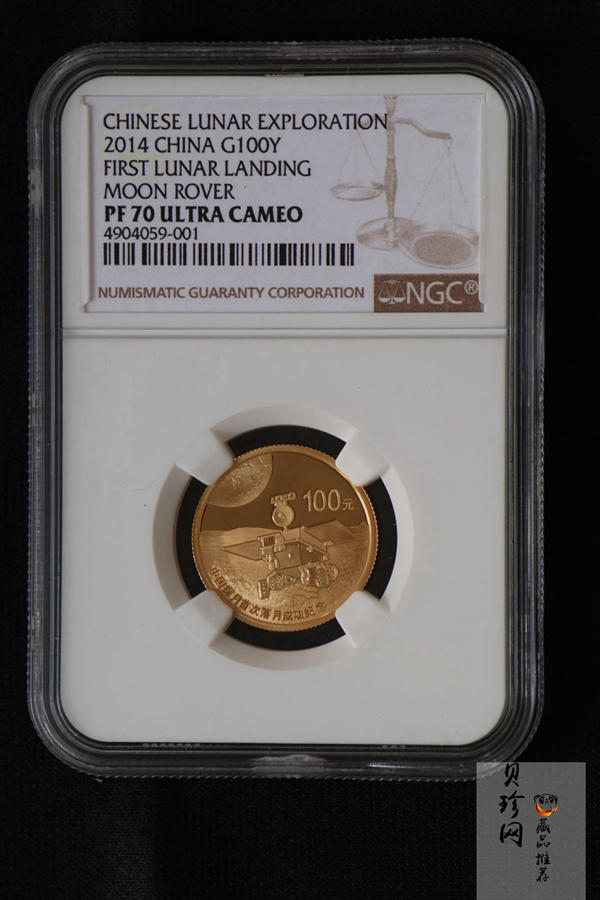 CHINESE LUNAR EXPLORATION
2014 CHINA G100Y
FIRST LUNAR LANDING
MOON ROVER
PF 70 ULTRA CAMEO
4904059-001
NUMISMATIC GUARANTY CORPORATION
NGC®
100元
中国探月首次落月成功纪念
贝珍网
藏品推荐